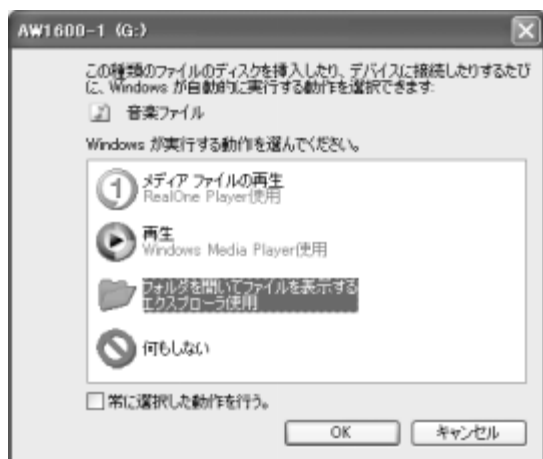 AW1600-1 (G:)
この種類のファイルのディスクを挿入したり、デバイスに接続したりするたび
に、Windows が自動的に実行する動作を選択できます:
音楽ファイル
Windows が実行する動作を選んでください。
メディア ファイルの再生
RealOne Player使用
再生
Windows Media Player使用
フォルダを開いてファイルを表示する
エクスプローラ使用
何もしない
常に選択した動作を行う。
OK キャンセル